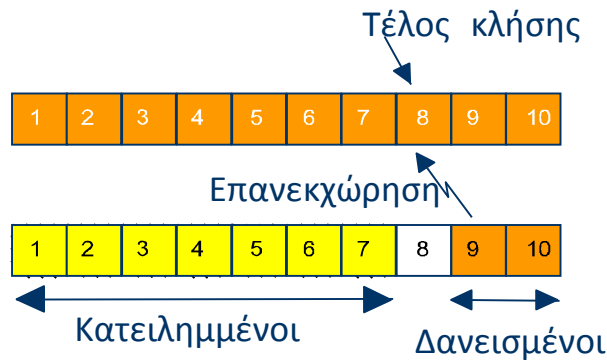 Τέλος κλήσης
1 2 3 4 5 6 7 8 9 10
Επανεκχώρηση
1 2 3 4 5 6 7 8 9 10
Κατειλημμένοι
Δανεισμένοι